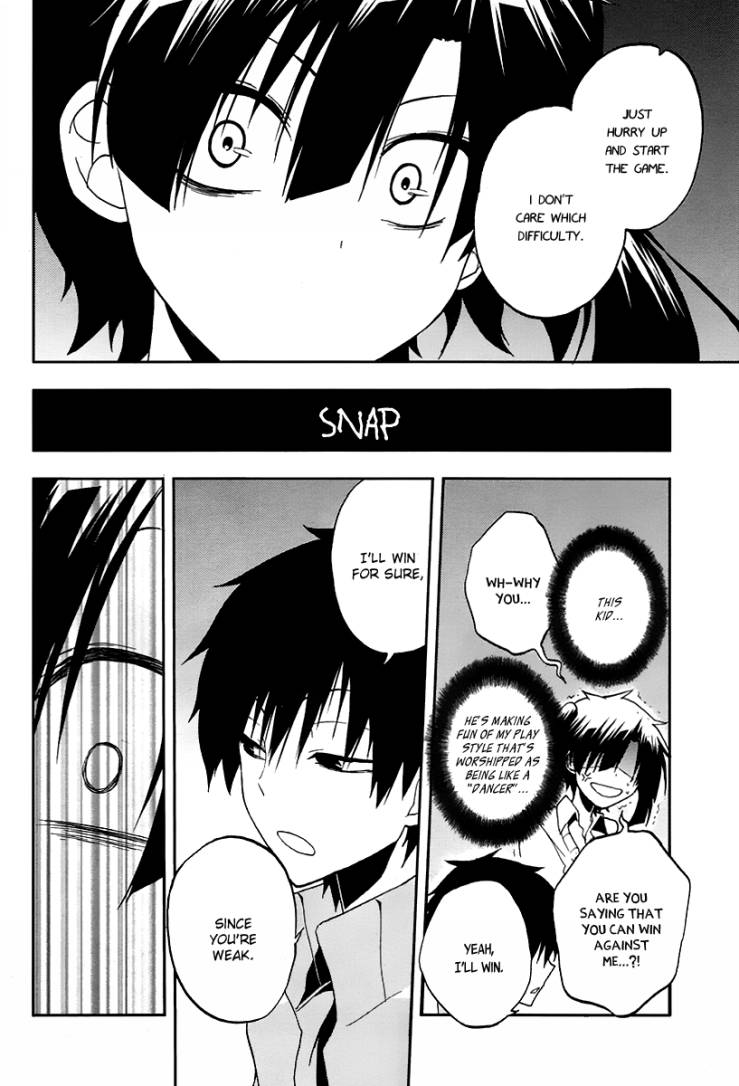 JUST
HURRY UP
AND START
THE GAME.
I DON'T
CARE WHICH
DIFFICULTY.
SNAP
THIS
KID...
WH-WHY
YOU...
HE'S MAKING
FUN OF MY PLAY
STYLE THAT'S
WORSHIPPED AS
BEING LIKE A
"DANCER"...
ARE YOU
SAYING THAT
YOU CAN WIN
AGAINST
ME...?!
YEAH,
I'LL WIN.
I'LL WIN
FOR SURE,
SINCE
YOU'RE
WEAK.